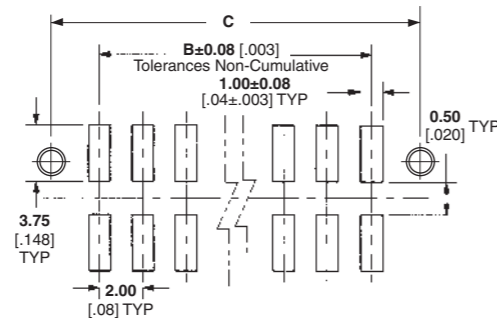 C
B±0.08 [.003]
Tolerances Non-Cumulative
1.00±0.08
[.04±.003] TYP
0.50
[.020] TYP
3.75
[.148]
TYP
2.00
[.08] TYP